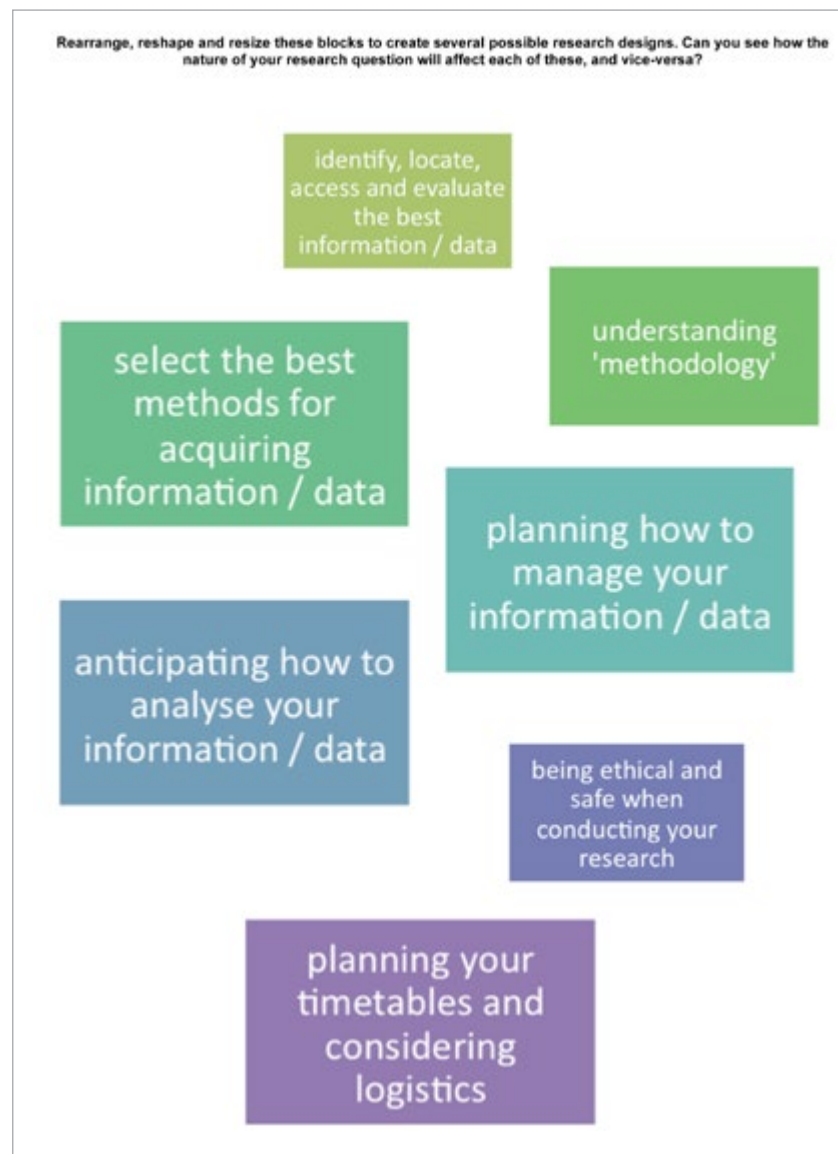 Rearrange, reshape and resize these blocks to create several possible research designs. Can you see how the
nature of your research question will affect each of these, and vice-versa?
identify, locate,
access and evaluate
the best
information / data
understanding
'methodology'
select the best
methods for
acquiring
information / data
planning how to
manage your
information / data
anticipating how to
analyse your
information / data
being ethical and
safe when
conducting your
research
planning your
timetables and
considering
logistics